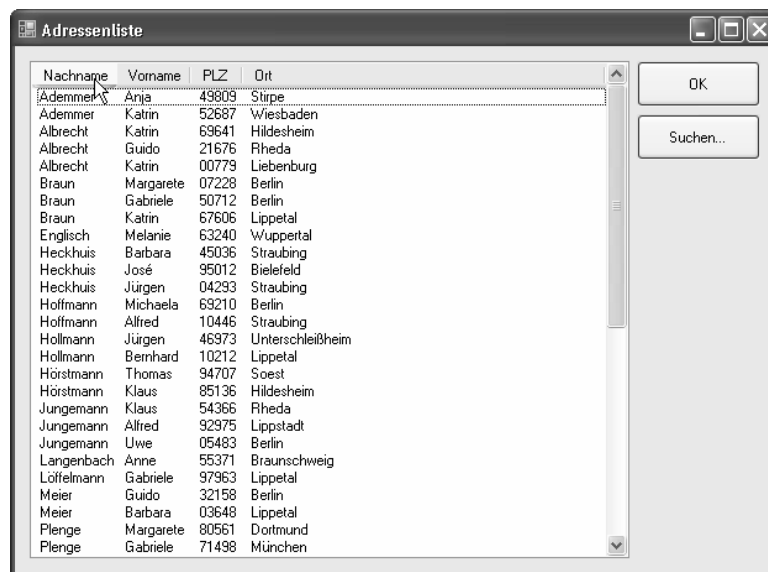 Adressenliste
Nachname Vorname PLZ Ort
Ademmer Anja 49809 Stirpe
Ademmer Katrin 52687 Wiesbaden
Albrecht Katrin 69641 Hildesheim
Albrecht Guido 21676 Rheda
Albrecht Katrin 00779 Liebenburg
Braun Margarete 07228 Berlin
Braun Gabriele 50712 Berlin
Braun Katrin 67606 Lippetal
Englisch Melanie 63240 Wuppertal
Heckhuis Barbara 45036 Straubing
Heckhuis José 95012 Bielefeld
Heckhuis Jürgen 04293 Straubing
Hoffmann Michaela 69210 Berlin
Hoffmann Alfred 10446 Straubing
Hollmann Jürgen 46973 Unterschleißheim
Hollmann Bernhard 10212 Lippetal
Hörstmann Thomas 94707 Soest
Hörstmann Klaus 85136 Hildesheim
Jungemann Klaus 54366 Rheda
Jungemann Alfred 92975 Lippstadt
Jungemann Uwe 05483 Berlin
Langenbach Anne 55371 Braunschweig
Löffelmann Gabriele 97963 Lippetal
Meier Guido 32158 Berlin
Meier Barbara 03648 Lippetal
Plenge Margarete 80561 Dortmund
Plenge Gabriele 71498 München
OK
Suchen...